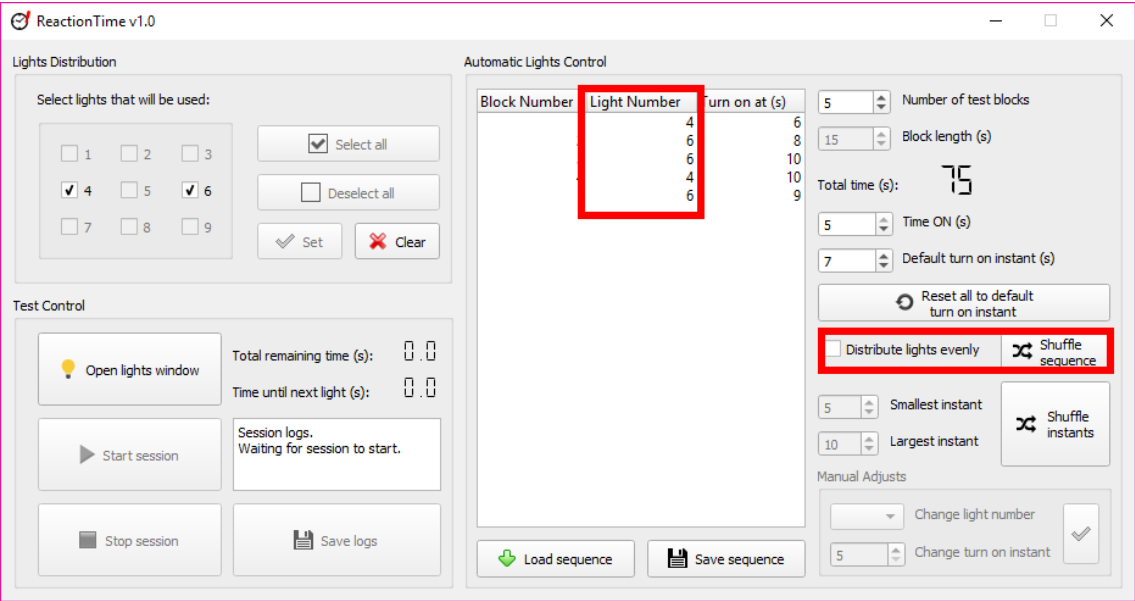 ReactionTime v1.0
Lights Distribution
Select lights that will be used:
1 2 3
4 5 6
7 8 9
Select all
Deselect all
Set
Clear
Test Control
Open lights window
Total remaining time (s): 0.0
Time until next light (s): 0.0
Start session
Session logs.
Waiting for session to start.
Stop session
Save logs
Automatic Lights Control
Block Number Light Number Turn on at (s)
4 6
6 8
6 10
4 10
6 9
Load sequence
Save sequence
5 Number of test blocks
15 Block length (s)
Total time (s): 75
5 Time ON (s)
7 Default turn on instant (s)
Reset all to default
turn on instant
Distribute lights evenly
Shuffle
sequence
5 Smallest instant
10 Largest instant
Shuffle
instants
Manual Adjusts
Change light number
5 Change turn on instant